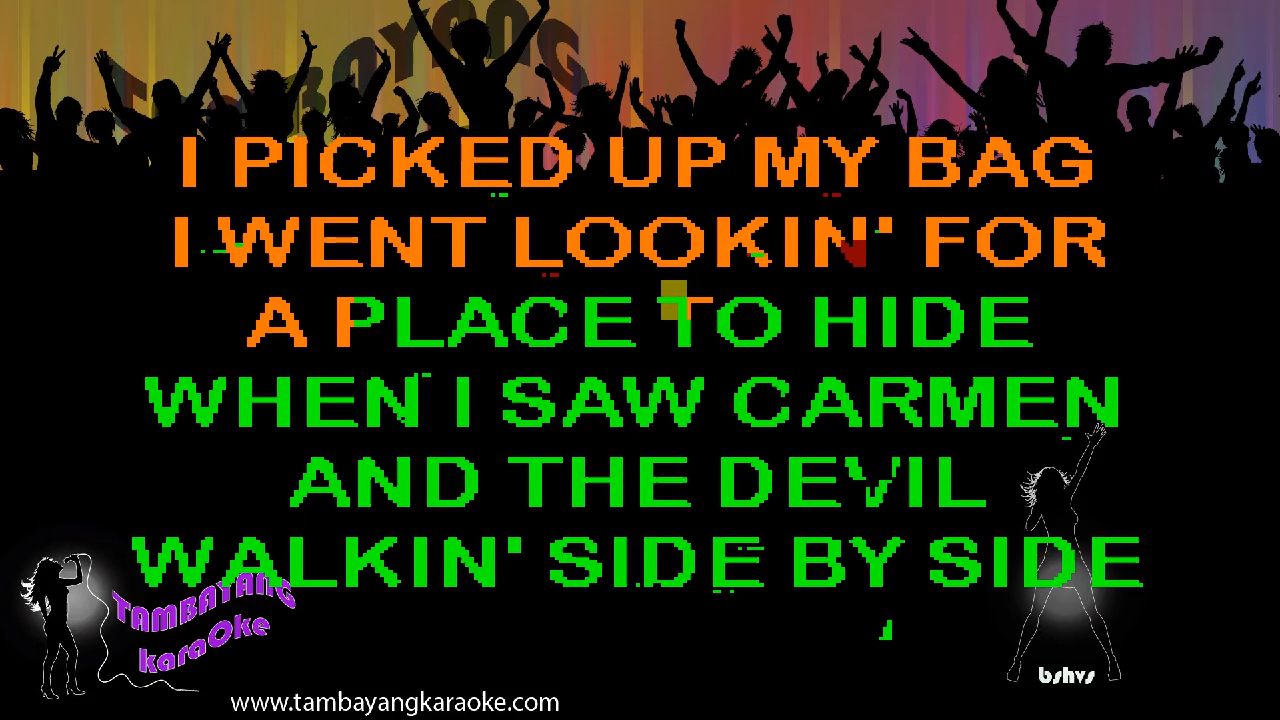 TAMBAYANG
I PICKED UP MY BAG
I WENT LOOKIN' FOR
A PLACE TO HIDE
WHEN I SAW CARMEN
AND THE DEVIL
WALKIN' SIDE BY SIDE
TAMBAYANG
karaOke
bshvs
www.tambayangkaraoke.com